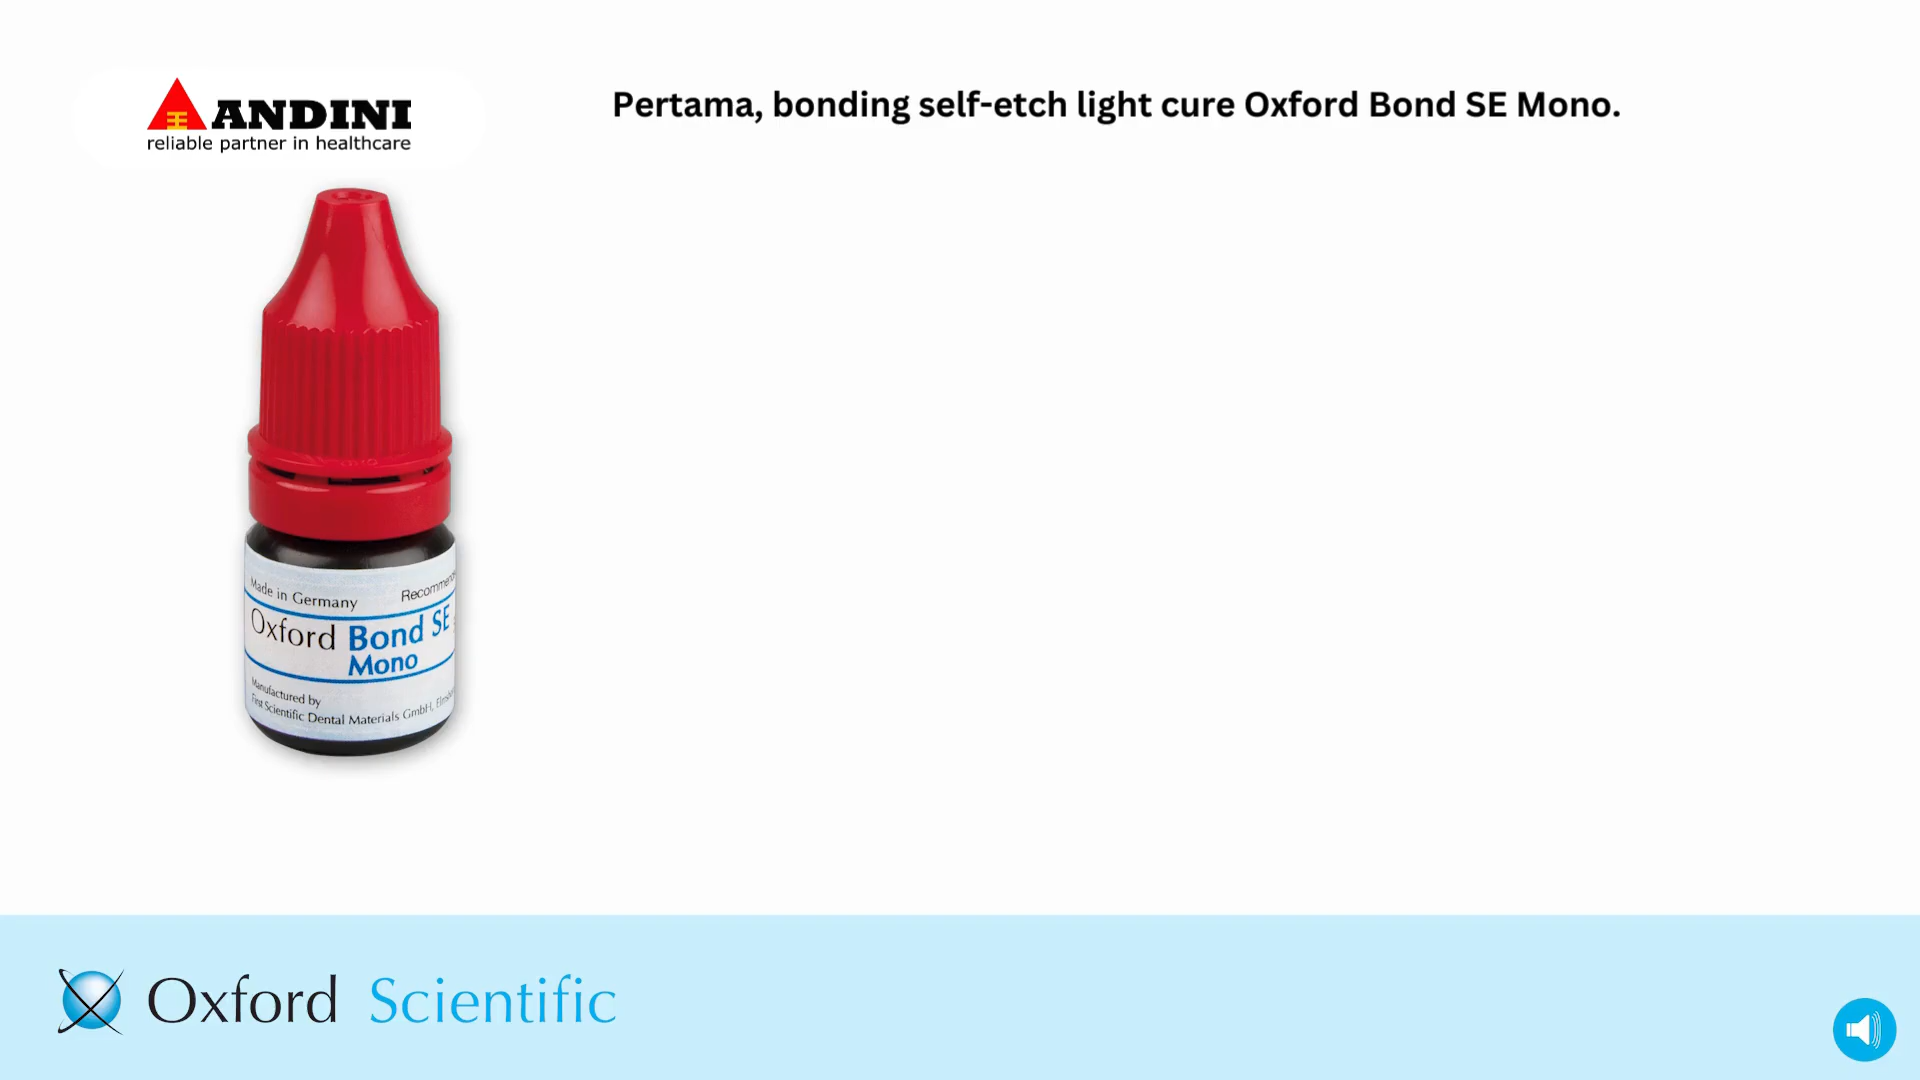 ANDINI
reliable partner in healthcare
Pertama, bonding self-etch light cure Oxford Bond SE Mono.
Made in Germany
Oxford Bond SE
Mono
Manufactured by
First Scientific Dental Materials GmbH,
Oxford Scientific